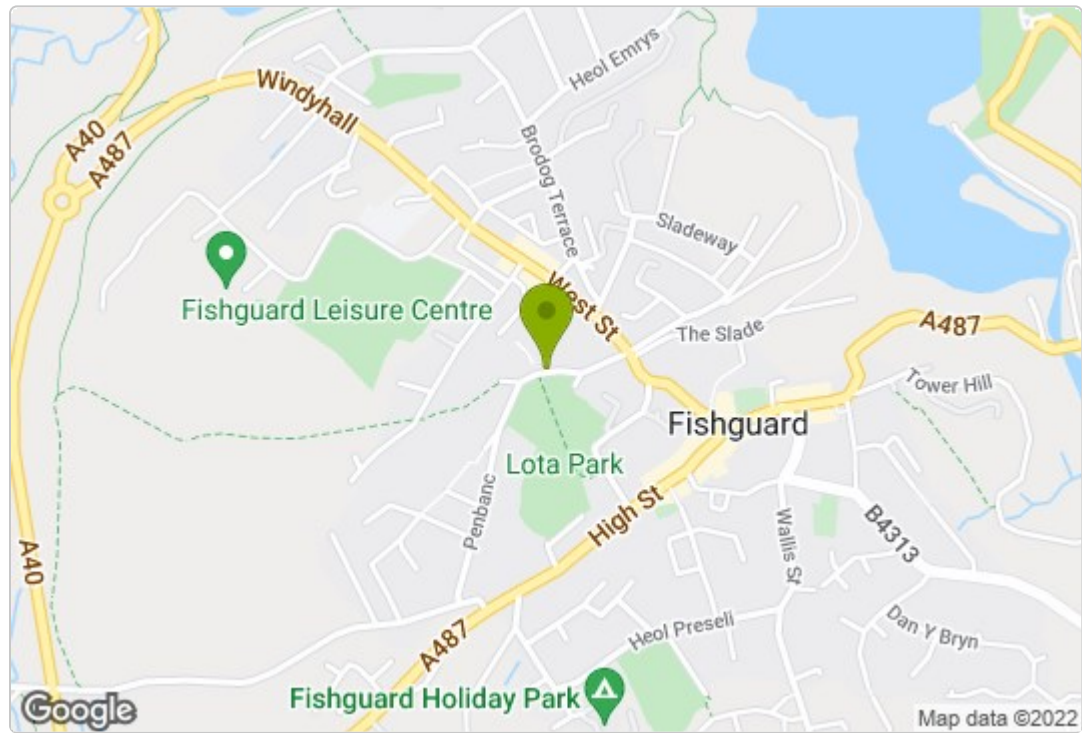 Heol Emrys
Windyhall
A40
A487
Brodog Terrace
Sladeway
Fishguard Leisure Centre
West St
The Slade
A487
Tower Hill
Fishguard
Lota Park
Penbanc
High St
B4313
Wallis St
A40
A487
Heol Preseli
Dan Y Bryn
Fishguard Holiday Park
Google
Map data ©2022